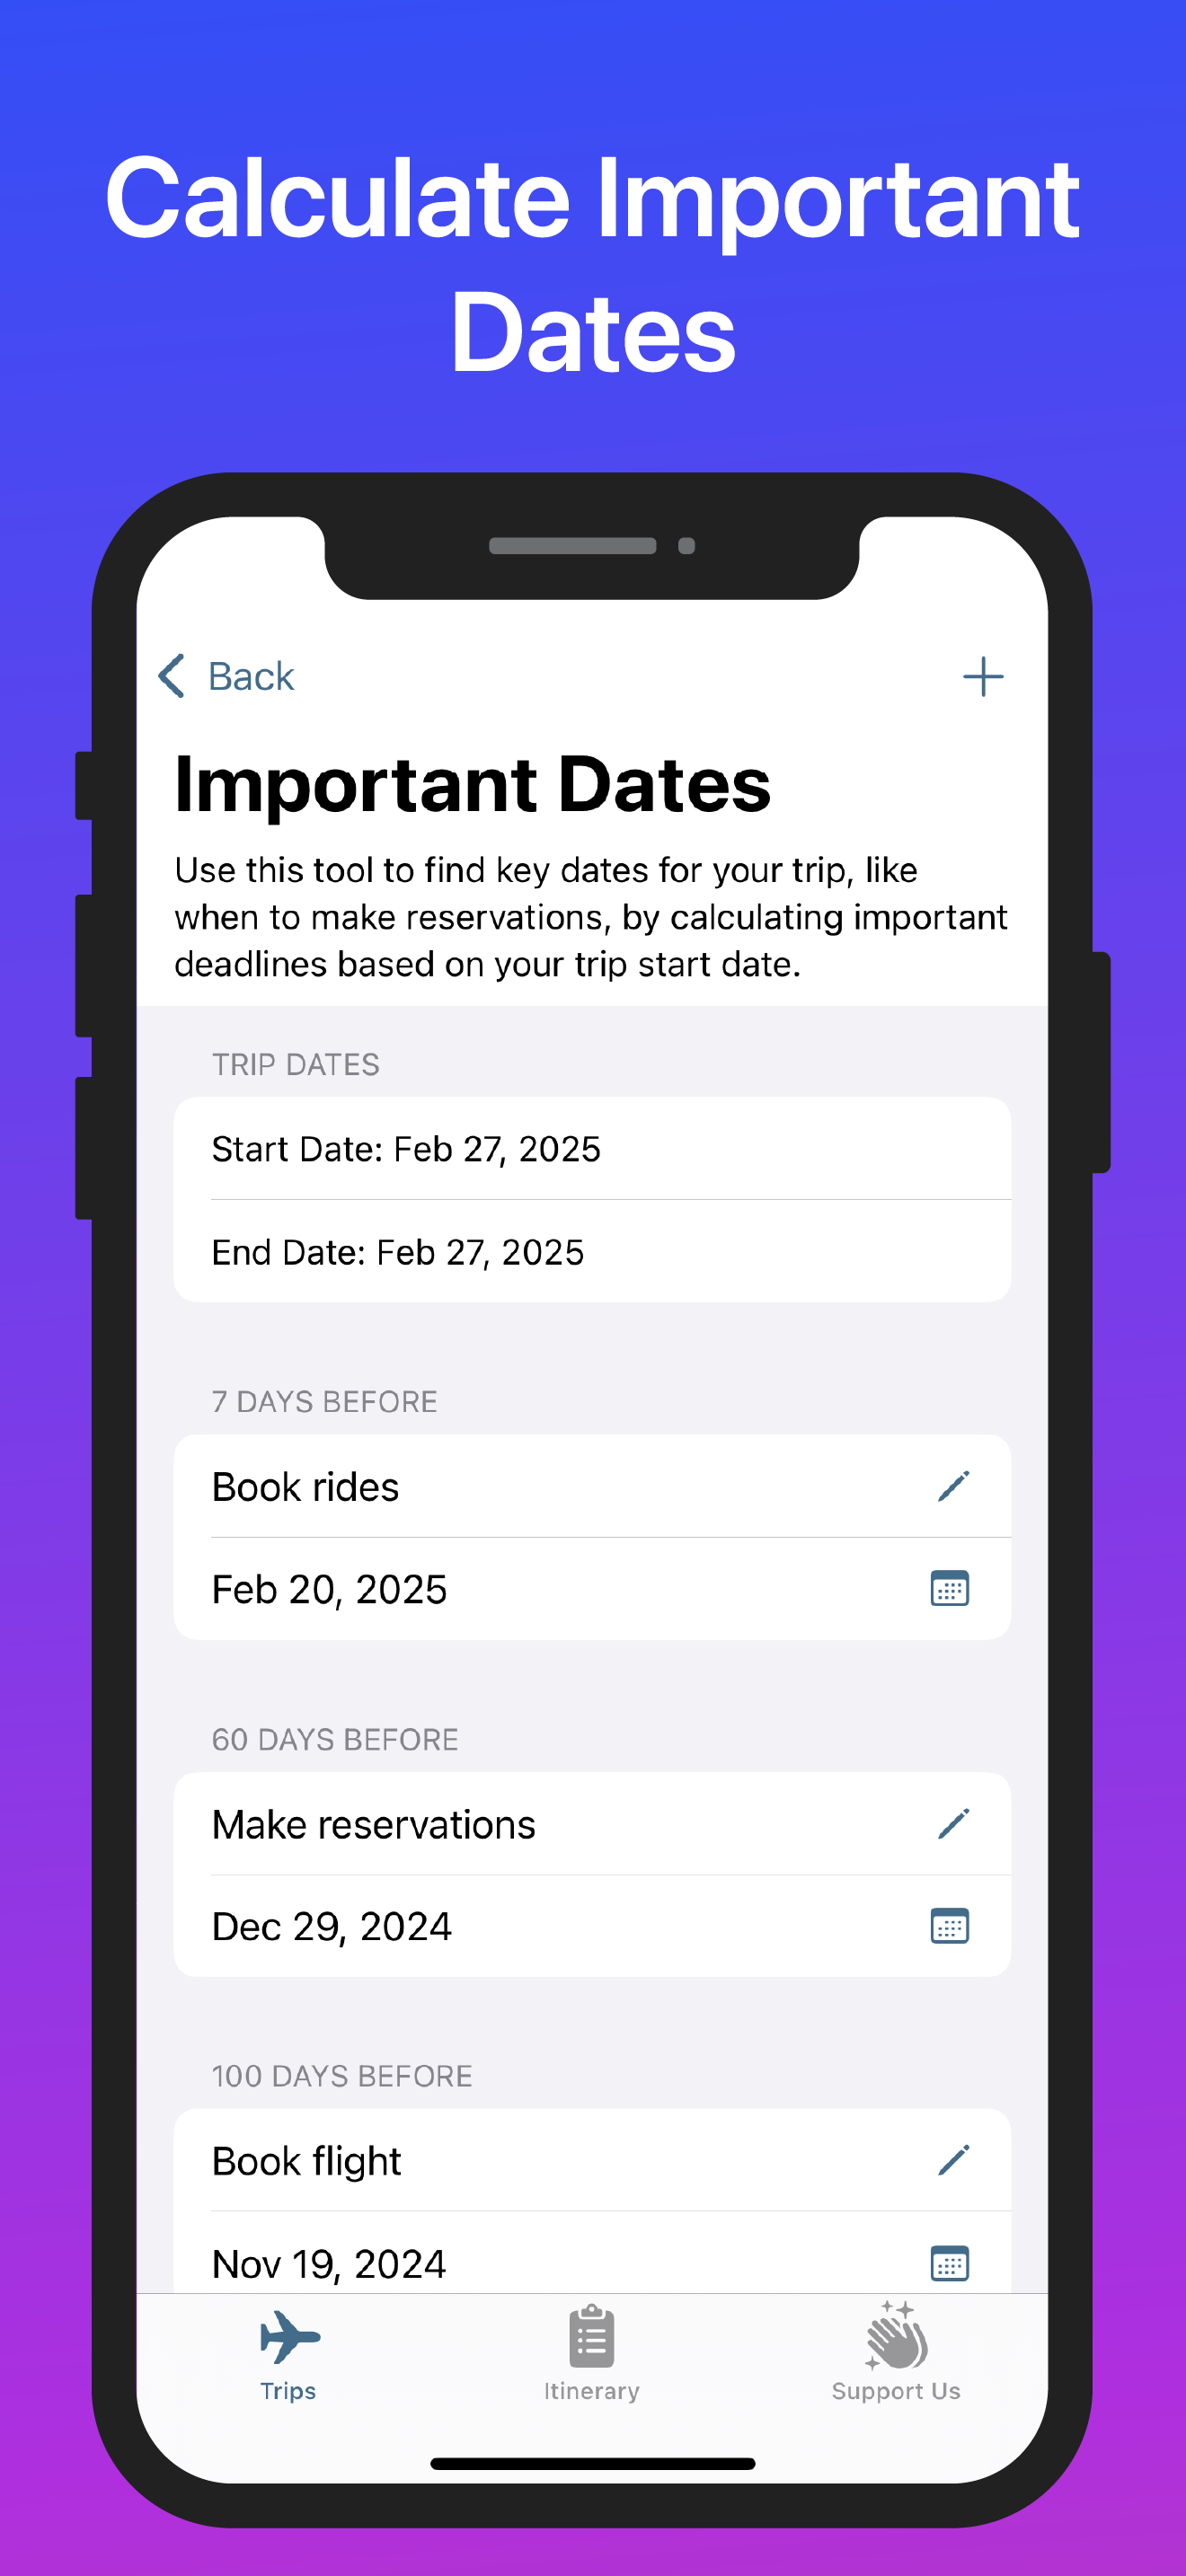 Calculate Important
Dates
Back
Important Dates
Use this tool to find key dates for your trip, like
when to make reservations, by calculating important
deadlines based on your trip start date.
TRIP DATES
Start Date: Feb 27, 2025
End Date: Feb 27, 2025
7 DAYS BEFORE
Book rides
Feb 20, 2025
60 DAYS BEFORE
Make reservations
Dec 29, 2024
100 DAYS BEFORE
Book flight
Nov 19, 2024
Trips
Itinerary
Support Us